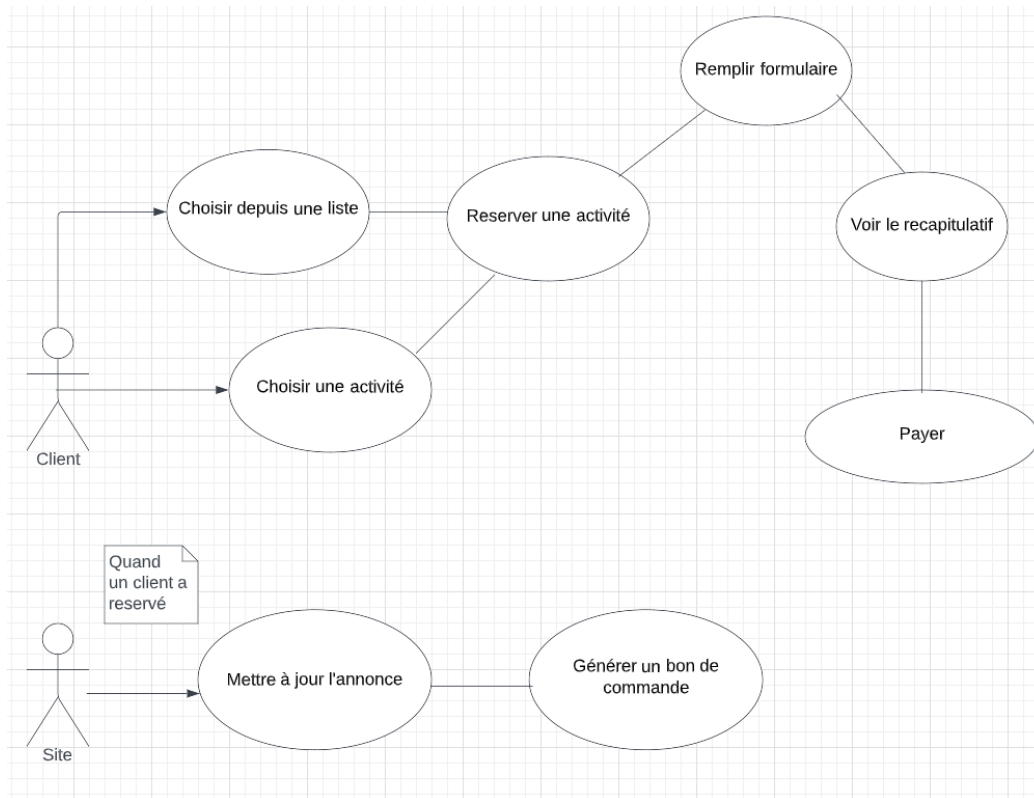 Remplir formulaire
Choisir depuis une liste
Reserver une activité
Voir le recapitulatif
Choisir une activité
Payer
Client
Quand
un client a
reservé
Mettre à jour l'annonce
Générer un bon de
commande
Site